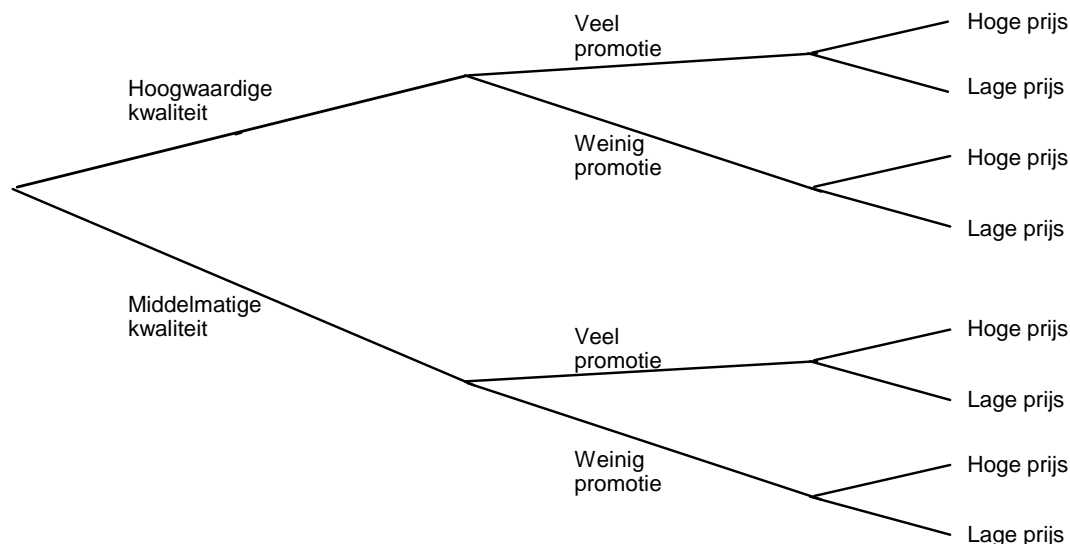 Veel
promotie
Hoge prijs
Lage prijs
Hoogwaardige
kwaliteit
Weinig
promotie
Hoge prijs
Lage prijs
Middelmatige
kwaliteit
Veel
promotie
Hoge prijs
Lage prijs
Weinig
promotie
Hoge prijs
Lage prijs